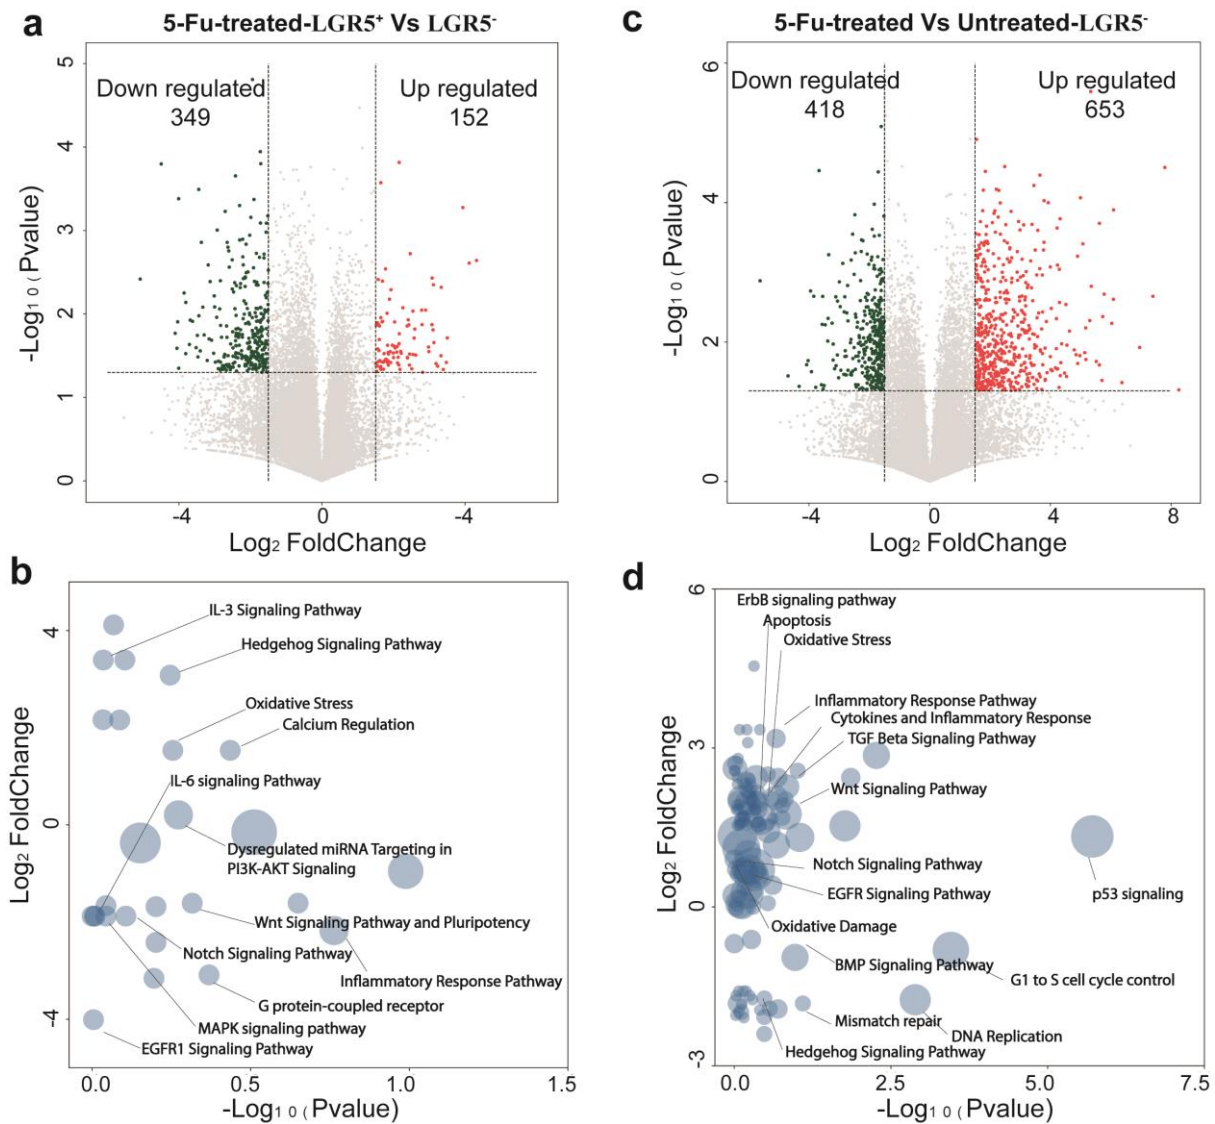 a
5-Fu-treated-LGR5⁺ Vs LGR5⁻
Down regulated
349
Up regulated
152
5
4
3
2
1
0
-Log₁₀(Pvalue)
-4
0
-4
Log₂ FoldChange
c
5-Fu-treated Vs Untreated-LGR5⁻
Down regulated
418
Up regulated
653
6
4
2
0
-Log₁₀(Pvalue)
-4
0
4
8
Log₂ FoldChange
b
IL-3 Signaling Pathway
Hedgehog Signaling Pathway
Oxidative Stress
Calcium Regulation
IL-6 signaling Pathway
Dysregulated miRNA Targeting in
PI3K-AKT Signaling
Wnt Signaling Pathway and Pluripotency
Notch Signaling Pathway
Inflammatory Response Pathway
G protein-coupled receptor
MAPK signaling pathway
EGFR1 Signaling Pathway
4
0
-4
Log₂ FoldChange
0.0
0.5
1.0
1.5
-Log₁₀(Pvalue)
d
ErbB signaling pathway
Apoptosis
Oxidative Stress
Inflammatory Response Pathway
Cytokines and Inflammatory Response
TGF Beta Signaling Pathway
Wnt Signaling Pathway
Notch Signaling Pathway
EGFR Signaling Pathway
p53 signaling
Oxidative Damage
BMP Signaling Pathway
G1 to S cell cycle control
Mismatch repair
DNA Replication
Hedgehog Signaling Pathway
6
3
0
-3
Log₂ FoldChange
0.0
2.5
5.0
7.5
-Log₁₀(Pvalue)